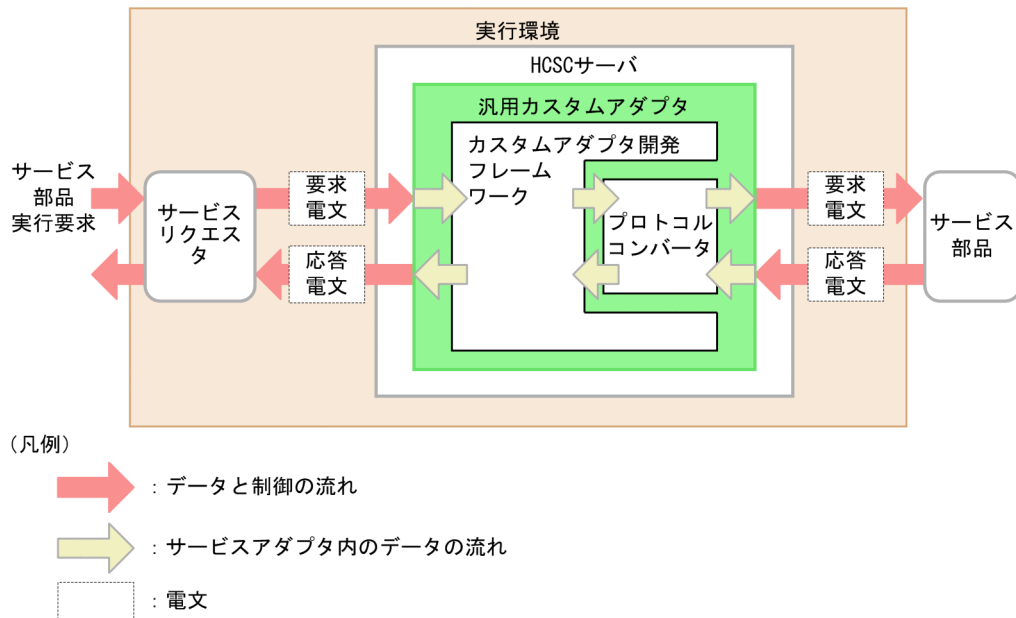 実行環境
HCSCサーバ
汎用カスタムアダプタ
カスタムアダプタ開発
フレーム
ワーク
サービス
部品
実行要求
サービス
リクエス
タ
要求
電文
応答
電文
プロトコル
コンバータ
要求
電文
応答
電文
サービス
部品
(凡例)
：データと制御の流れ
：サービスアダプタ内のデータの流れ
：電文